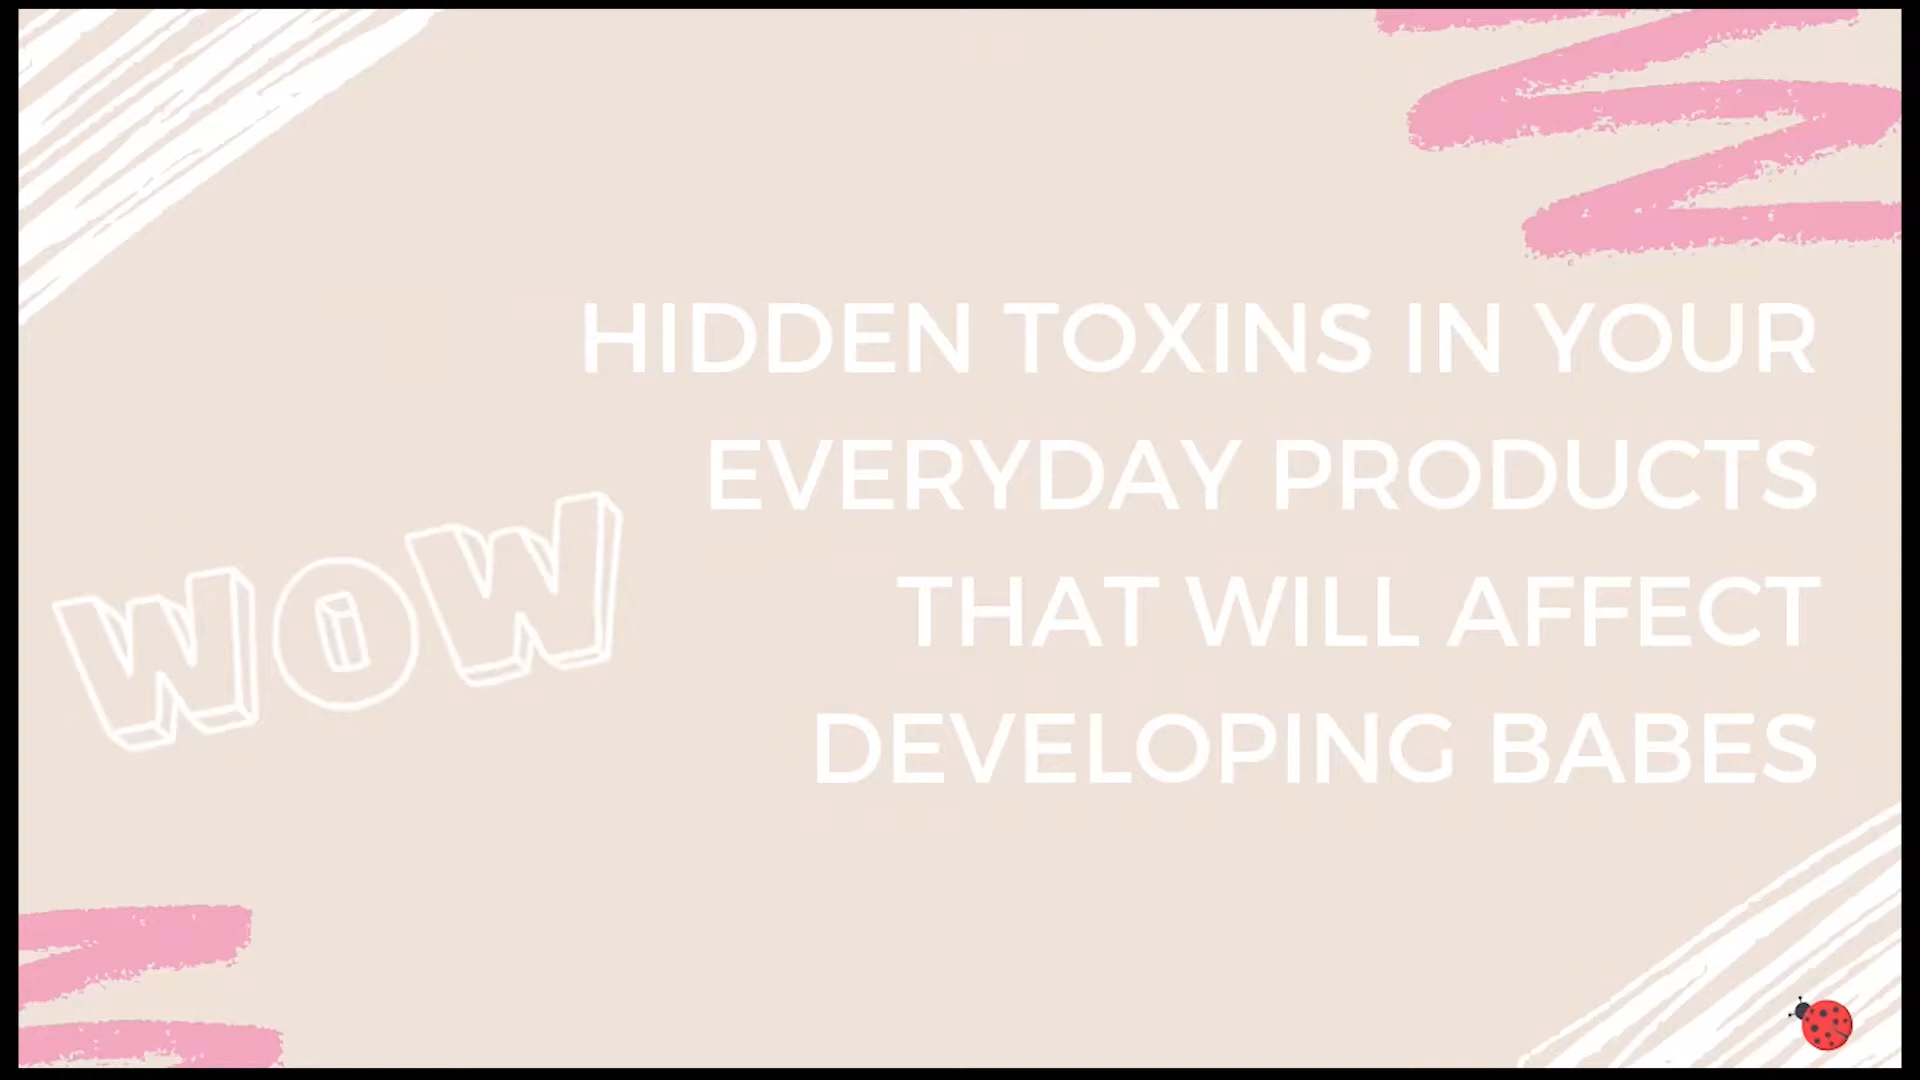 HIDDEN TOXINS IN YOUR
EVERYDAY PRODUCTS
THAT WILL AFFECT
DEVELOPING BABES
WOW